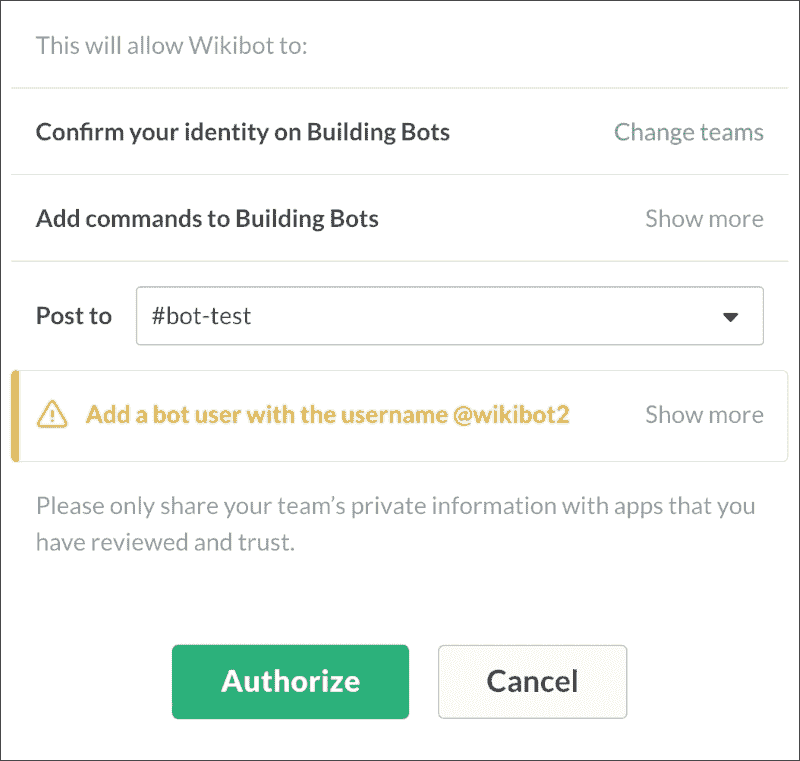 This will allow Wikibot to:
Confirm your identity on Building Bots Change teams
Add commands to Building Bots Show more
Post to #bot-test
Add a bot user with the username @wikibot2 Show more
Please only share your team’s private information with apps that you
have reviewed and trust.
Authorize Cancel